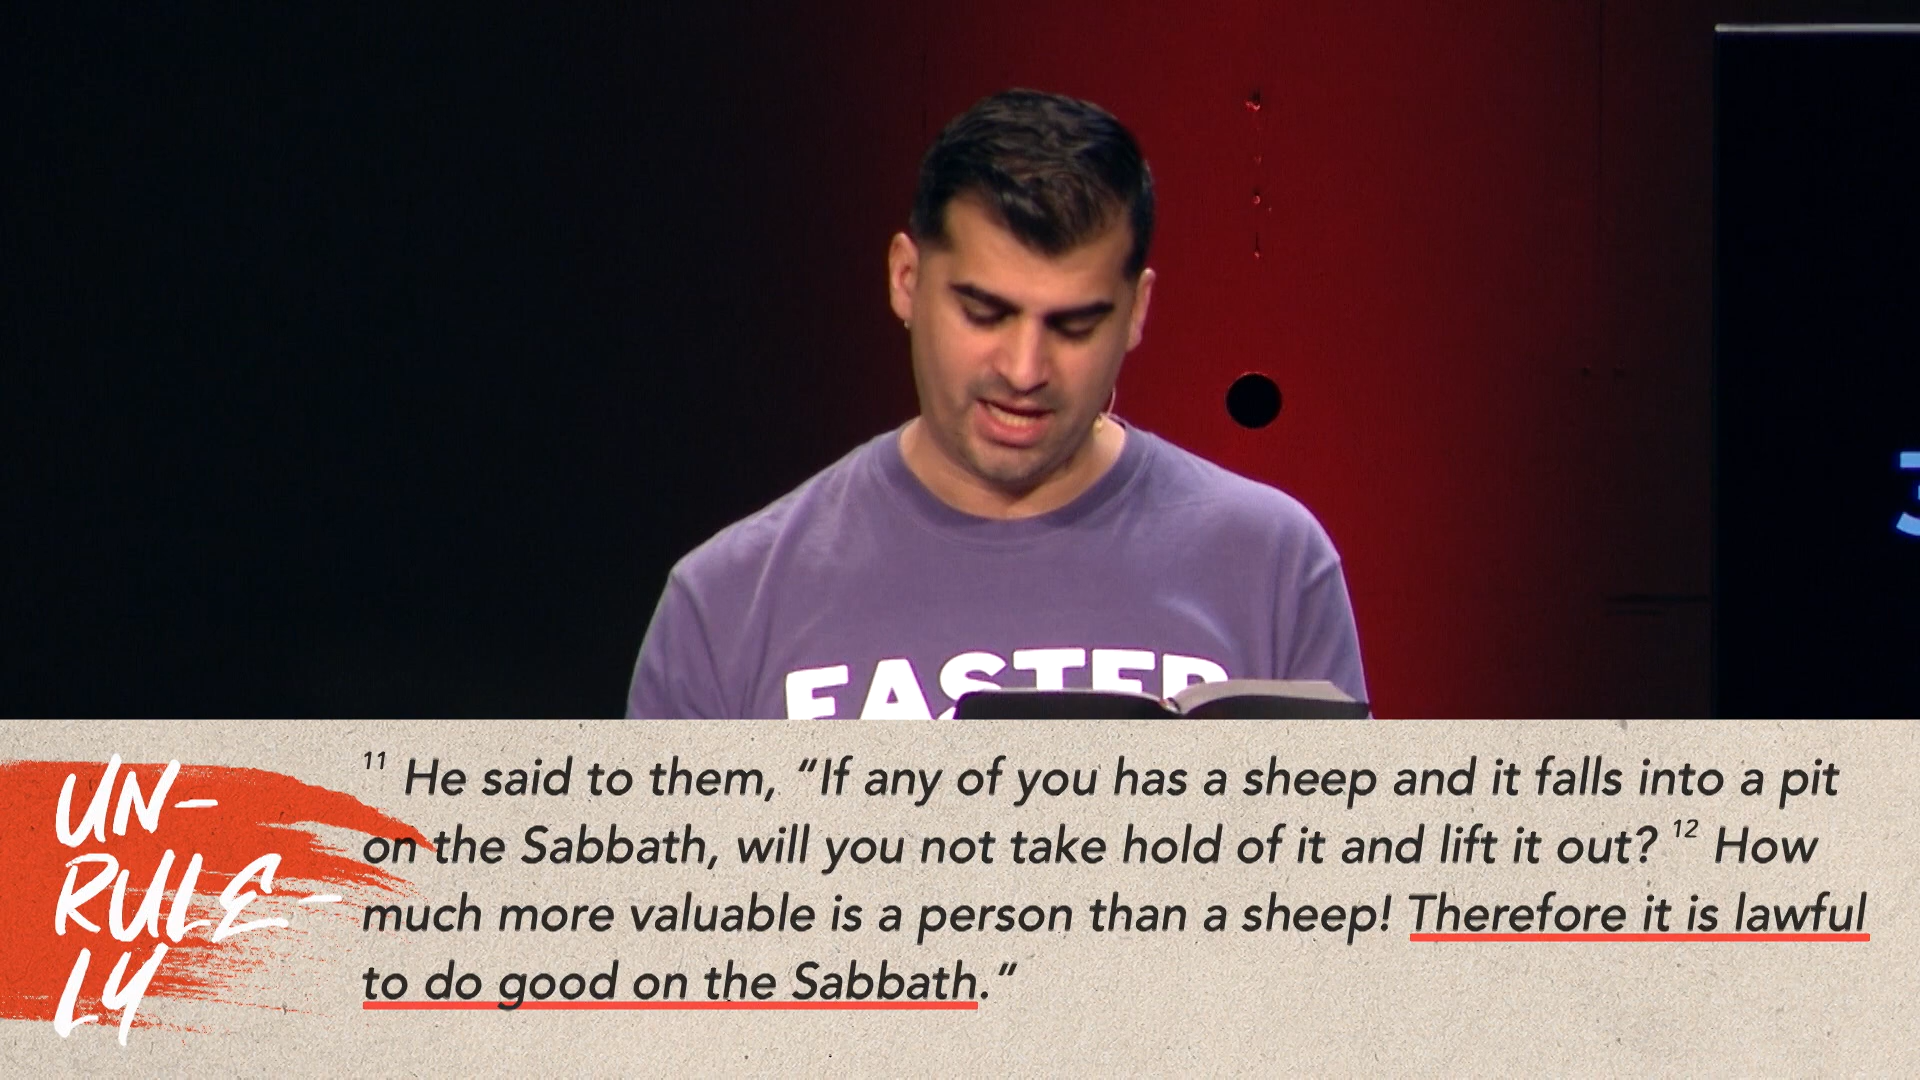 EASTER
UN-
RULE-
LY
¹¹ He said to them, “If any of you has a sheep and it falls into a pit
on the Sabbath, will you not take hold of it and lift it out? ¹² How
much more valuable is a person than a sheep! Therefore it is lawful
to do good on the Sabbath.”